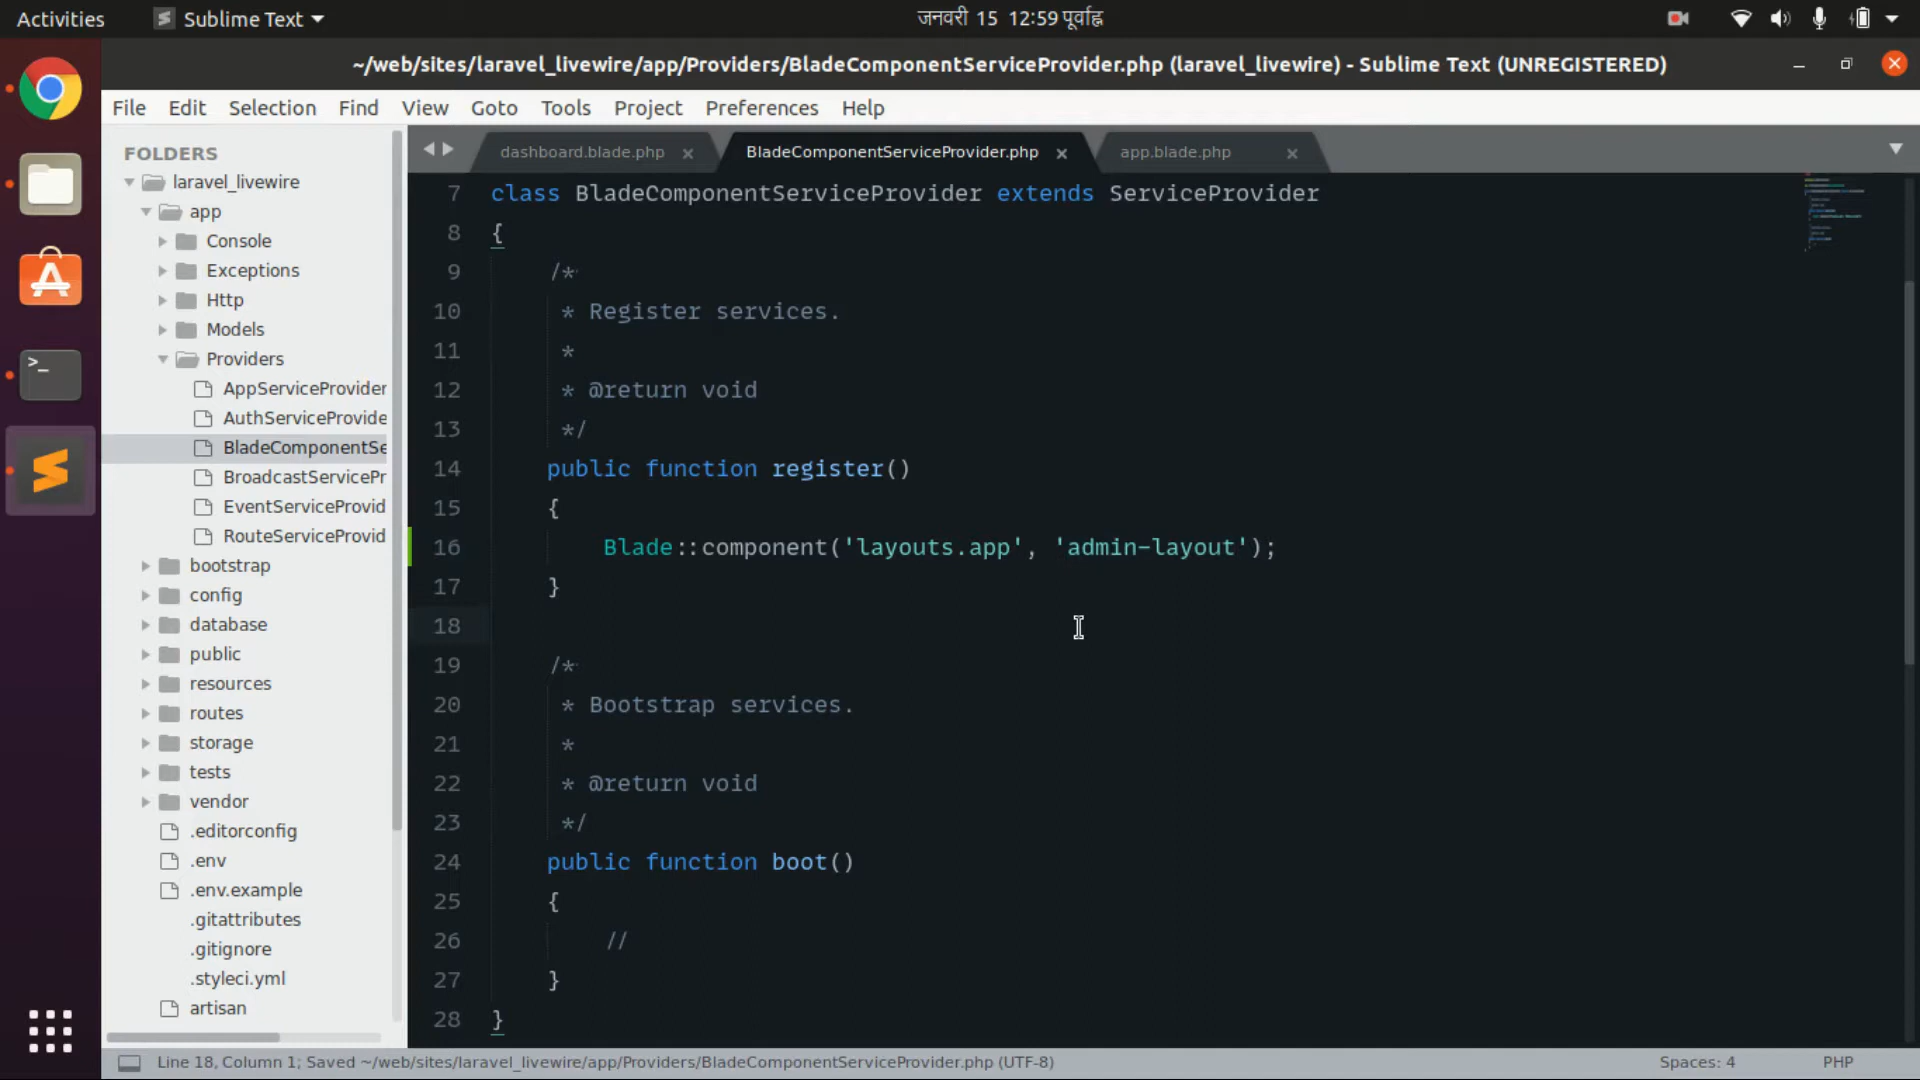 Activities
Sublime Text
जनवरी 15 12:59 पूर्वाह्न
~/web/sites/laravel_livewire/app/Providers/BladeComponentServiceProvider.php (laravel_livewire) - Sublime Text (UNREGISTERED)
File Edit Selection Find View Goto Tools Project Preferences Help
dashboard.blade.php
BladeComponentServiceProvider.php
app.blade.php
FOLDERS
laravel_livewire
app
Console
Exceptions
Http
Models
Providers
AppServiceProvider
AuthServiceProvide
BladeComponentSe
BroadcastServicePr
EventServiceProvid
RouteServiceProvid
bootstrap
config
database
public
resources
routes
storage
tests
vendor
.editorconfig
.env
.env.example
.gitattributes
.gitignore
.styleci.yml
artisan
7 class BladeComponentServiceProvider extends ServiceProvider
8 {
9 /**
10 * Register services.
11 *
12 * @return void
13 */
14 public function register()
15 {
16 Blade::component('layouts.app', 'admin-layout');
17 }
18
19 /**
20 * Bootstrap services.
21 *
22 * @return void
23 */
24 public function boot()
25 {
26 //
27 }
28 }
Line 18, Column 1; Saved ~/web/sites/laravel_livewire/app/Providers/BladeComponentServiceProvider.php (UTF-8)
Spaces: 4
PHP